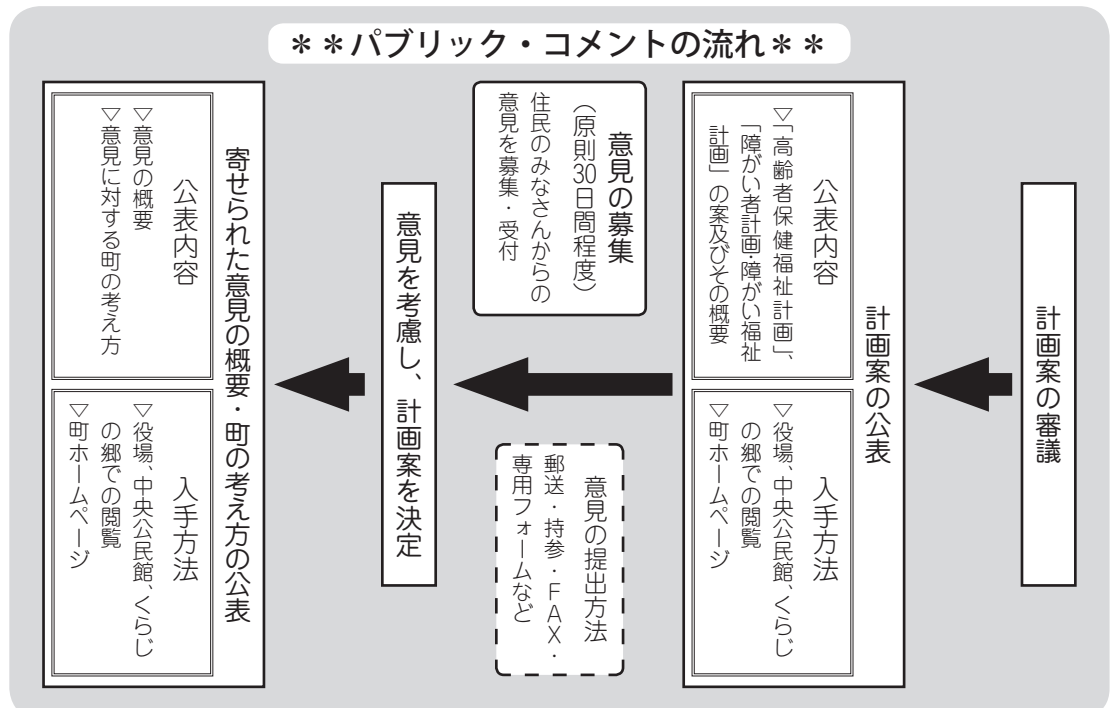 ＊＊パブリック・コメントの流れ＊＊
計画案の審議
計画案の公表
公表内容
▽「高齢者保健福祉計画」、
「障がい者計画・障がい福祉
計画」の案及びその概要
入手方法
▽役場、中央公民館、くらじ
の郷での閲覧
▽町ホームページ
意見の募集
（原則30日間程度）
住民のみなさんからの
意見を募集・受付
意見の提出方法
郵送・持参・ＦＡＸ・
専用フォームなど
意見を考慮し、計画案を決定
寄せられた意見の概要・町の考え方の公表
公表内容
▽意見の概要
▽意見に対する町の考え方
入手方法
▽役場、中央公民館、くらじ
の郷での閲覧
▽町ホームページ